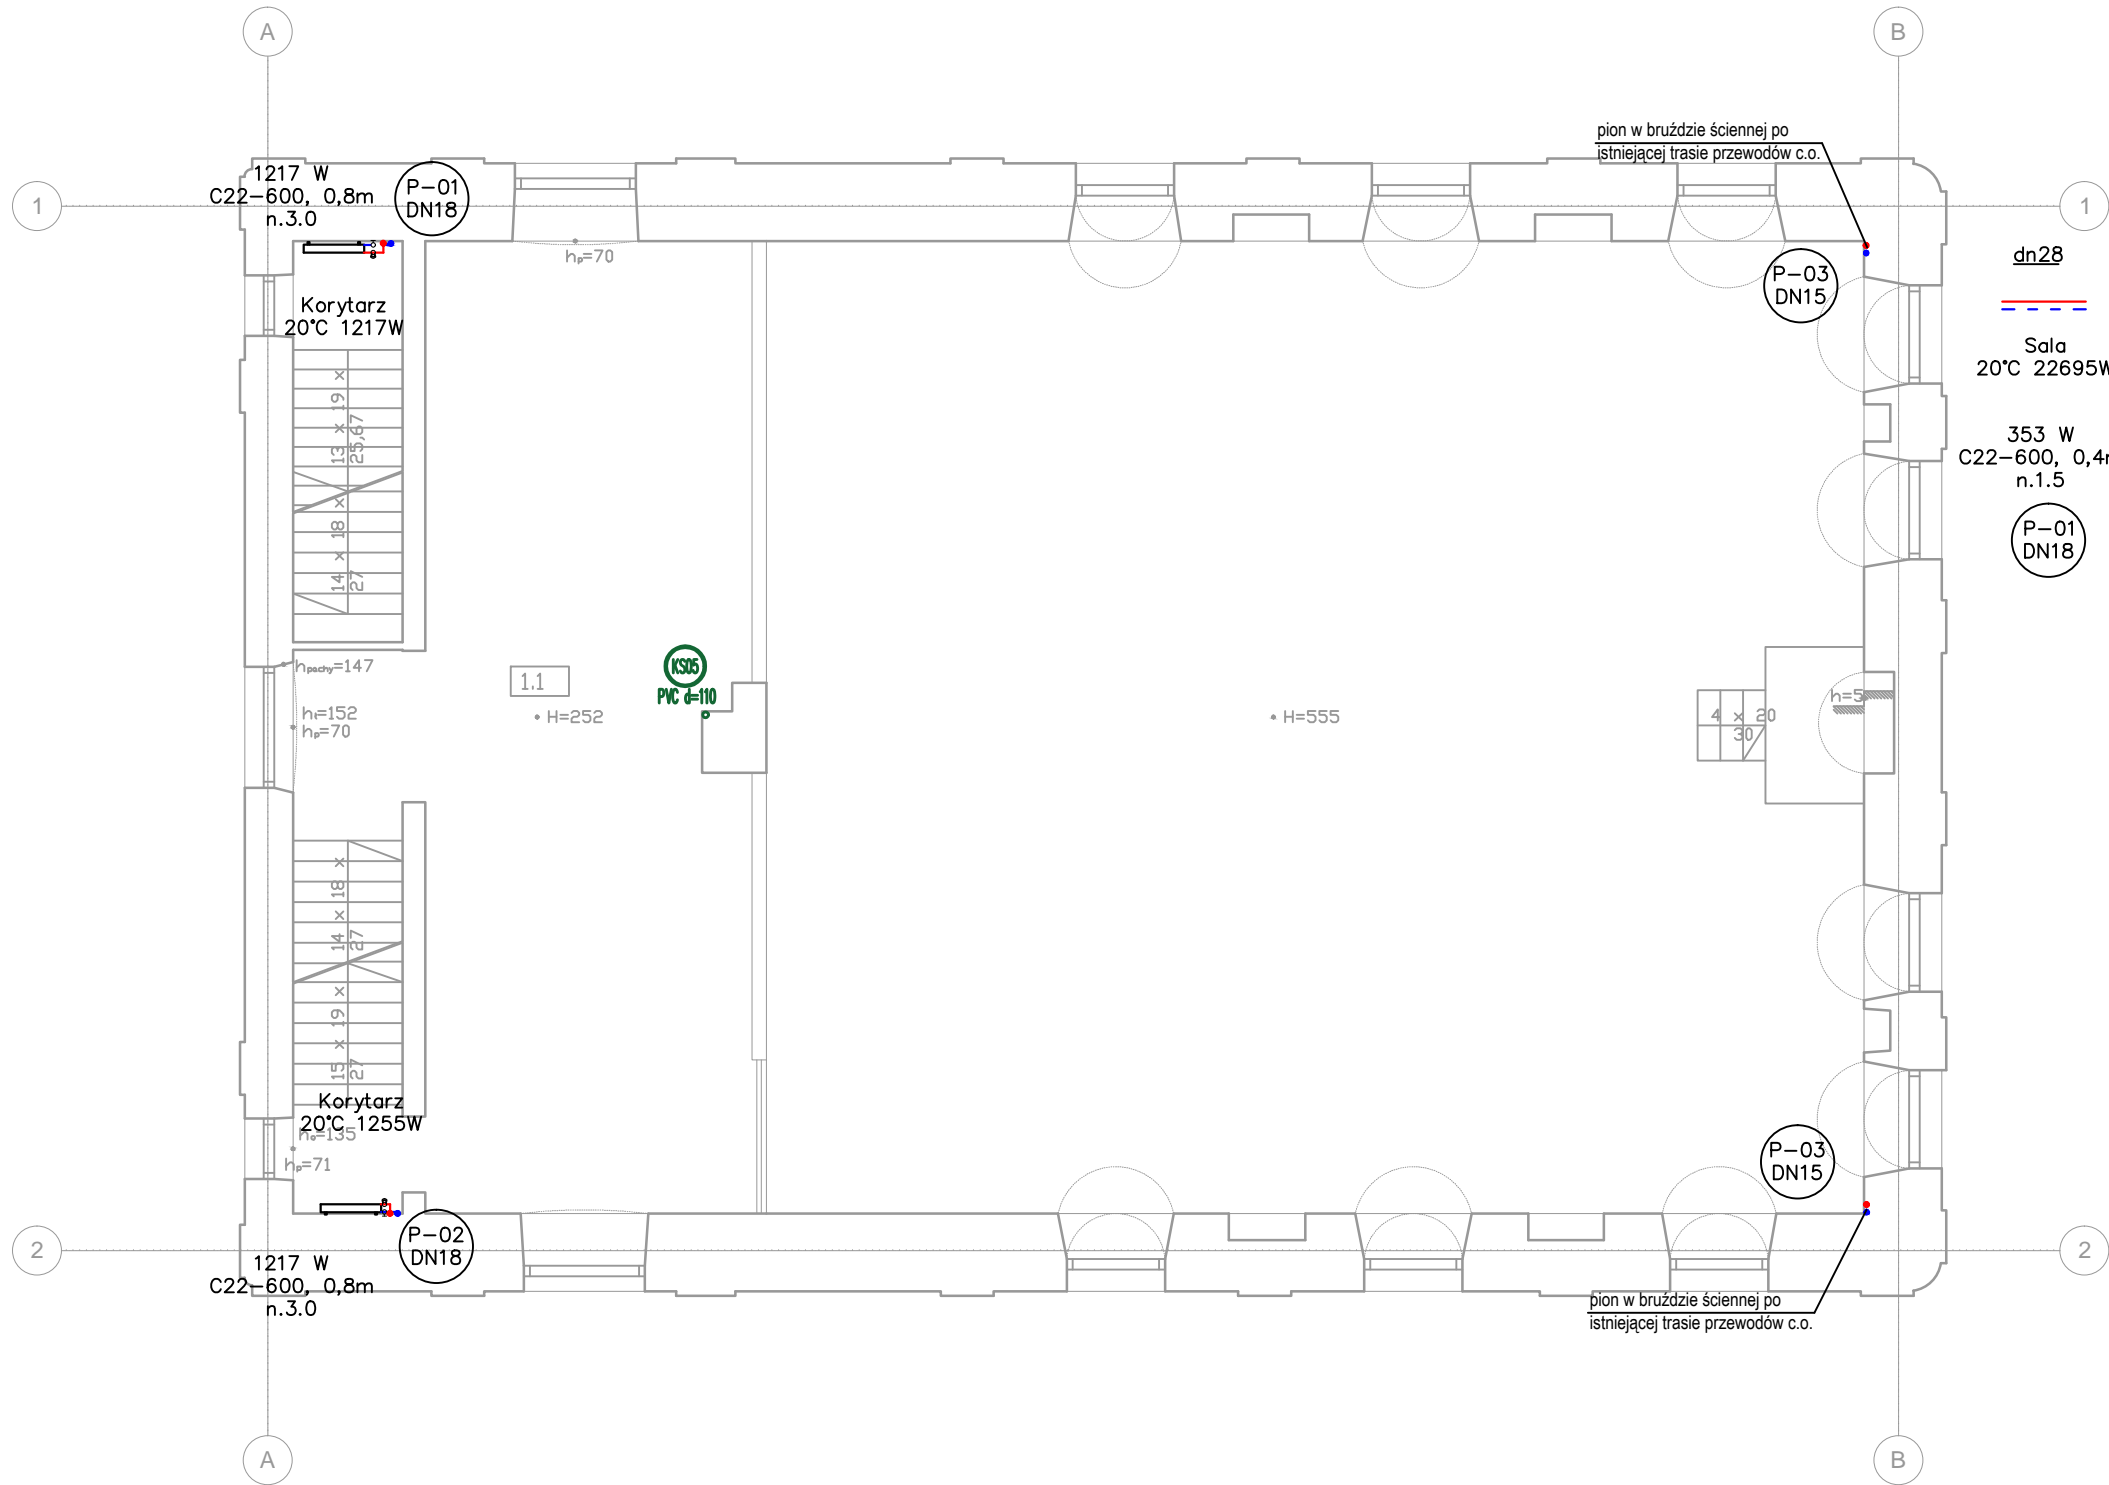 A
B
pion w bruździe ściennej po
istniejącej trasie przewodów c.o.
1217 W
C22-600, 0,8m
n.3.0
P-01
DN18
1
1
hp=70
dn28
P-03
DN15
Korytarz
20°C 1217W
Sala
20°C 22695W
13 x 19 x
25,67
353 W
C22-600, 0,4
n.1.5
14 x 18 x
27
P-01
DN18
hpachy=147
KS05
PVC d=110
1.1
h=5
ht=152
hp=70
H=252
H=555
4 x 20
30
14 x 18 x
27
15 x 19 x
27
Korytarz
20°C 1255W
ho=135
hp=71
P-03
DN15
P-02
DN18
2
2
1217 W
C22-600, 0,8m
n.3.0
pion w bruździe ściennej po
istniejącej trasie przewodów c.o.
A
B